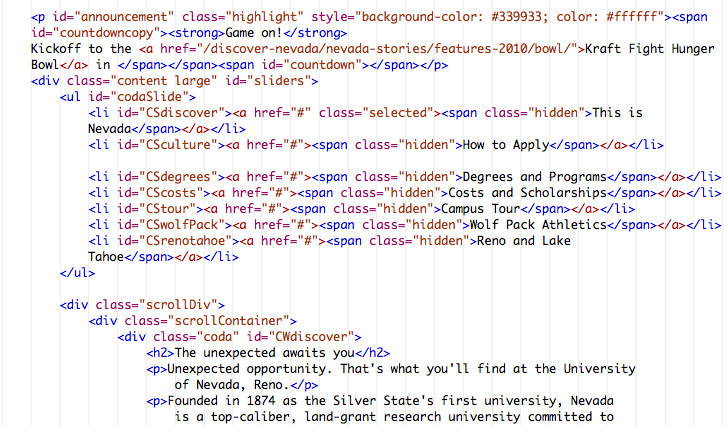 <p id="announcement" class="highlight" style="background-color: #339933; color: #ffffff"><span
id="countdowncopy"><strong>Game on!</strong>
Kickoff to the <a href="/discover-nevada/nevada-stories/features-2010/bowl/">Kraft Fight Hunger
Bowl</a> in </span></span><span id="countdown"></span></p>
<div class="content large" id="sliders">
<ul id="codaSlide">
<li id="CSdiscover"><a href="#" class="selected"><span class="hidden">This is
Nevada</span></a></li>
<li id="CSculture"><a href="#"><span class="hidden">How to Apply</span></a></li>
<li id="CSdegrees"><a href="#"><span class="hidden">Degrees and Programs</span></a></li>
<li id="CScosts"><a href="#"><span class="hidden">Costs and Scholarships</span></a></li>
<li id="CStour"><a href="#"><span class="hidden">Campus Tour</span></a></li>
<li id="CSwolfPack"><a href="#"><span class="hidden">Wolf Pack Athletics</span></a></li>
<li id="CSrenotahoe"><a href="#"><span class="hidden">Reno and Lake
Tahoe</span></a></li>
</ul>
<div class="scrollDiv">
<div class="scrollContainer">
<div class="coda" id="CWdiscover">
<h2>The unexpected awaits you</h2>
<p>Unexpected opportunity. That's what you'll find at the University
of Nevada, Reno.</p>
<p>Founded in 1874 as the Silver State's first university, Nevada
is a top-caliber, land-grant research university committed to